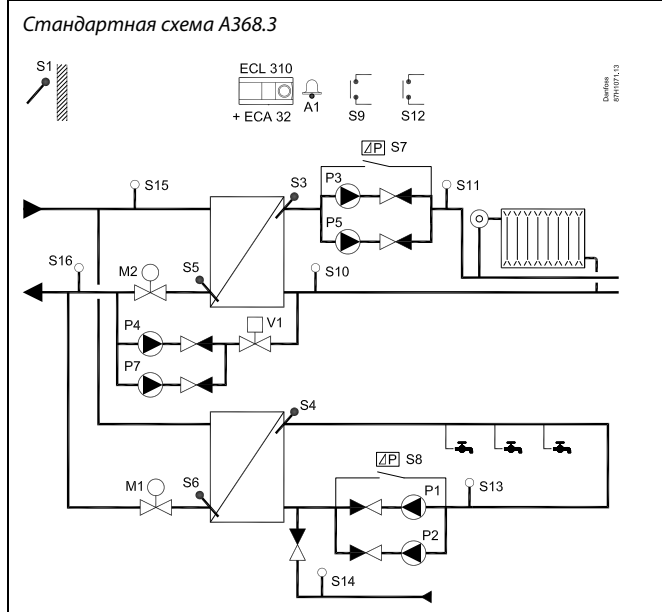 Стандартная схема A368.3
S1
ECL 310
+ ECA 32
A1
S9
S12
Danfoss
87H1071.13
⊿P S7
P3
P5
S15
S3
S11
S16
M2
S5
S10
P4
V1
P7
S4
⊿P S8
M1
S6
P1
S13
P2
S14